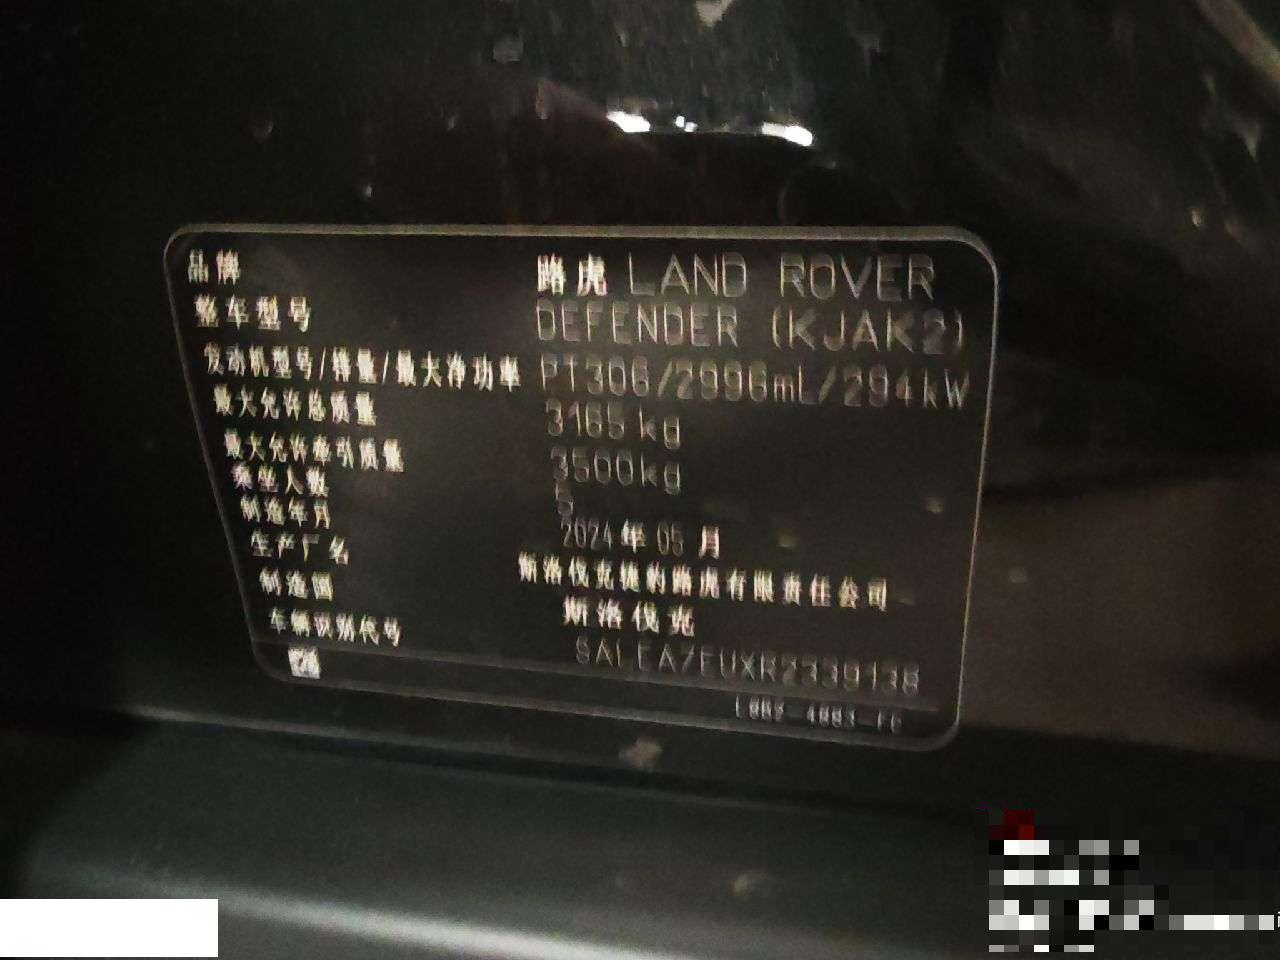 品牌 路虎 LAND ROVER
整车型号 DEFENDER (KJAK2)
发动机型号/排量/最大净功率 PT306/2996mL/294kW
最大允许总质量 3165kg
最大允许牵引质量 3500kg
乘坐人数 5
制造年月 2024年05月
生产厂名 斯洛伐克捷豹路虎有限责任公司
制造国 斯洛伐克
车辆识别代号 SALEA7EUXR2339138